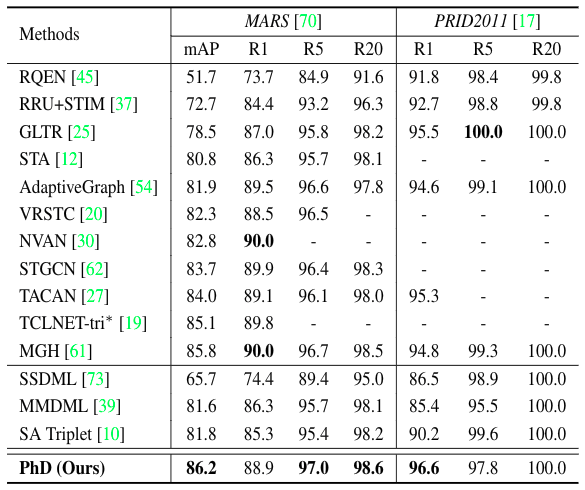 Methods MARS [70] PRID2011 [17]
mAP R1 R5 R20 R1 R5 R20
RQEN [45] 51.7 73.7 84.9 91.6 91.8 98.4 99.8
RRU+STIM [37] 72.7 84.4 93.2 96.3 92.7 98.8 99.8
GLTR [25] 78.5 87.0 95.8 98.2 95.5 100.0 100.0
STA [12] 80.8 86.3 95.7 98.1 - - -
AdaptiveGraph [54] 81.9 89.5 96.6 97.8 94.6 99.1 100.0
VRSTC [20] 82.3 88.5 96.5 - - - -
NVAN [30] 82.8 90.0 - - - - -
STGCN [62] 83.7 89.9 96.4 98.3 - - -
TACAN [27] 84.0 89.1 96.1 98.0 95.3 - -
TCLNET-tri* [19] 85.1 89.8 - - - - -
MGH [61] 85.8 90.0 96.7 98.5 94.8 99.3 100.0
SSDML [73] 65.7 74.4 89.4 95.0 86.5 98.9 100.0
MMDML [39] 81.6 86.3 95.7 98.1 85.4 95.5 100.0
SA Triplet [10] 81.8 85.3 95.4 98.2 90.2 99.6 100.0
PhD (Ours) 86.2 88.9 97.0 98.6 96.6 97.8 100.0